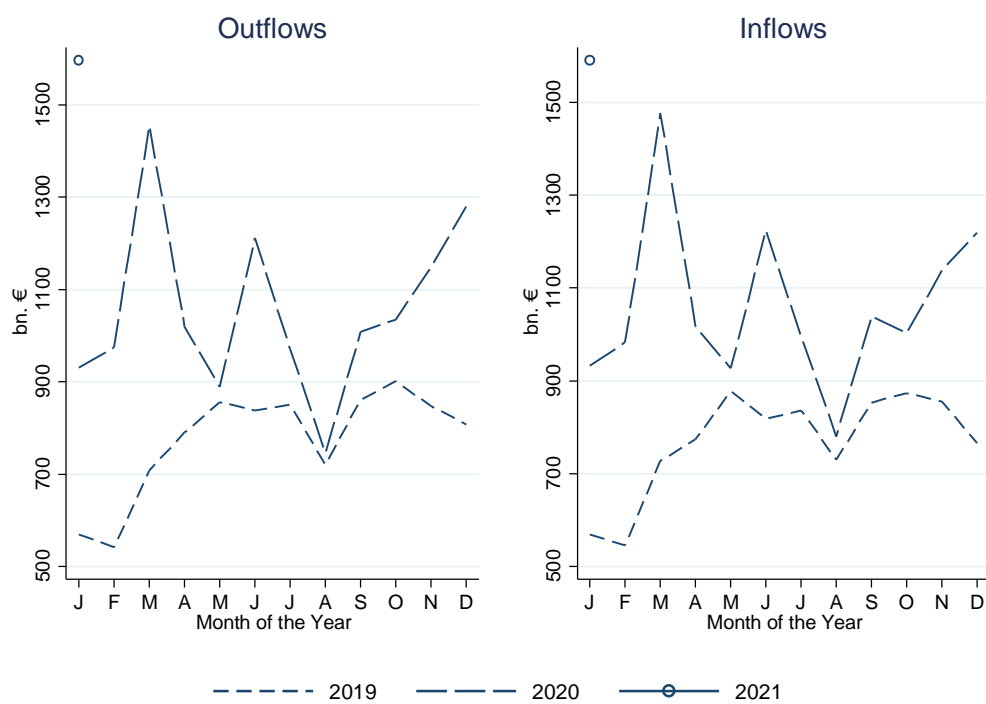 Outflows
bn. €
1500
1300
1100
900
700
500
J F M A M J J A S O N D
Month of the Year
Inflows
bn. €
1500
1300
1100
900
700
500
J F M A M J J A S O N D
Month of the Year
2019 2020 2021